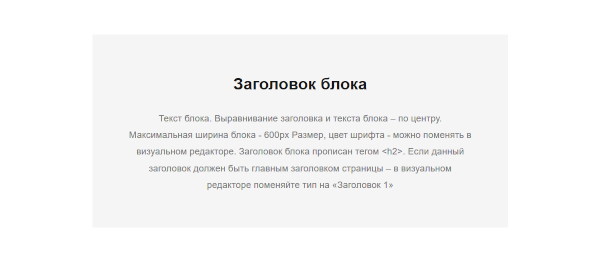 Заголовок блока
Текст блока. Выравнивание заголовка и текста блока – по центру.
Максимальная ширина блока - 600px Размер, цвет шрифта - можно поменять в
визуальном редакторе. Заголовок блока прописан тегом <h2>. Если данный
заголовок должен быть главным заголовком страницы – в визуальном
редакторе поменяйте тип на «Заголовок 1»